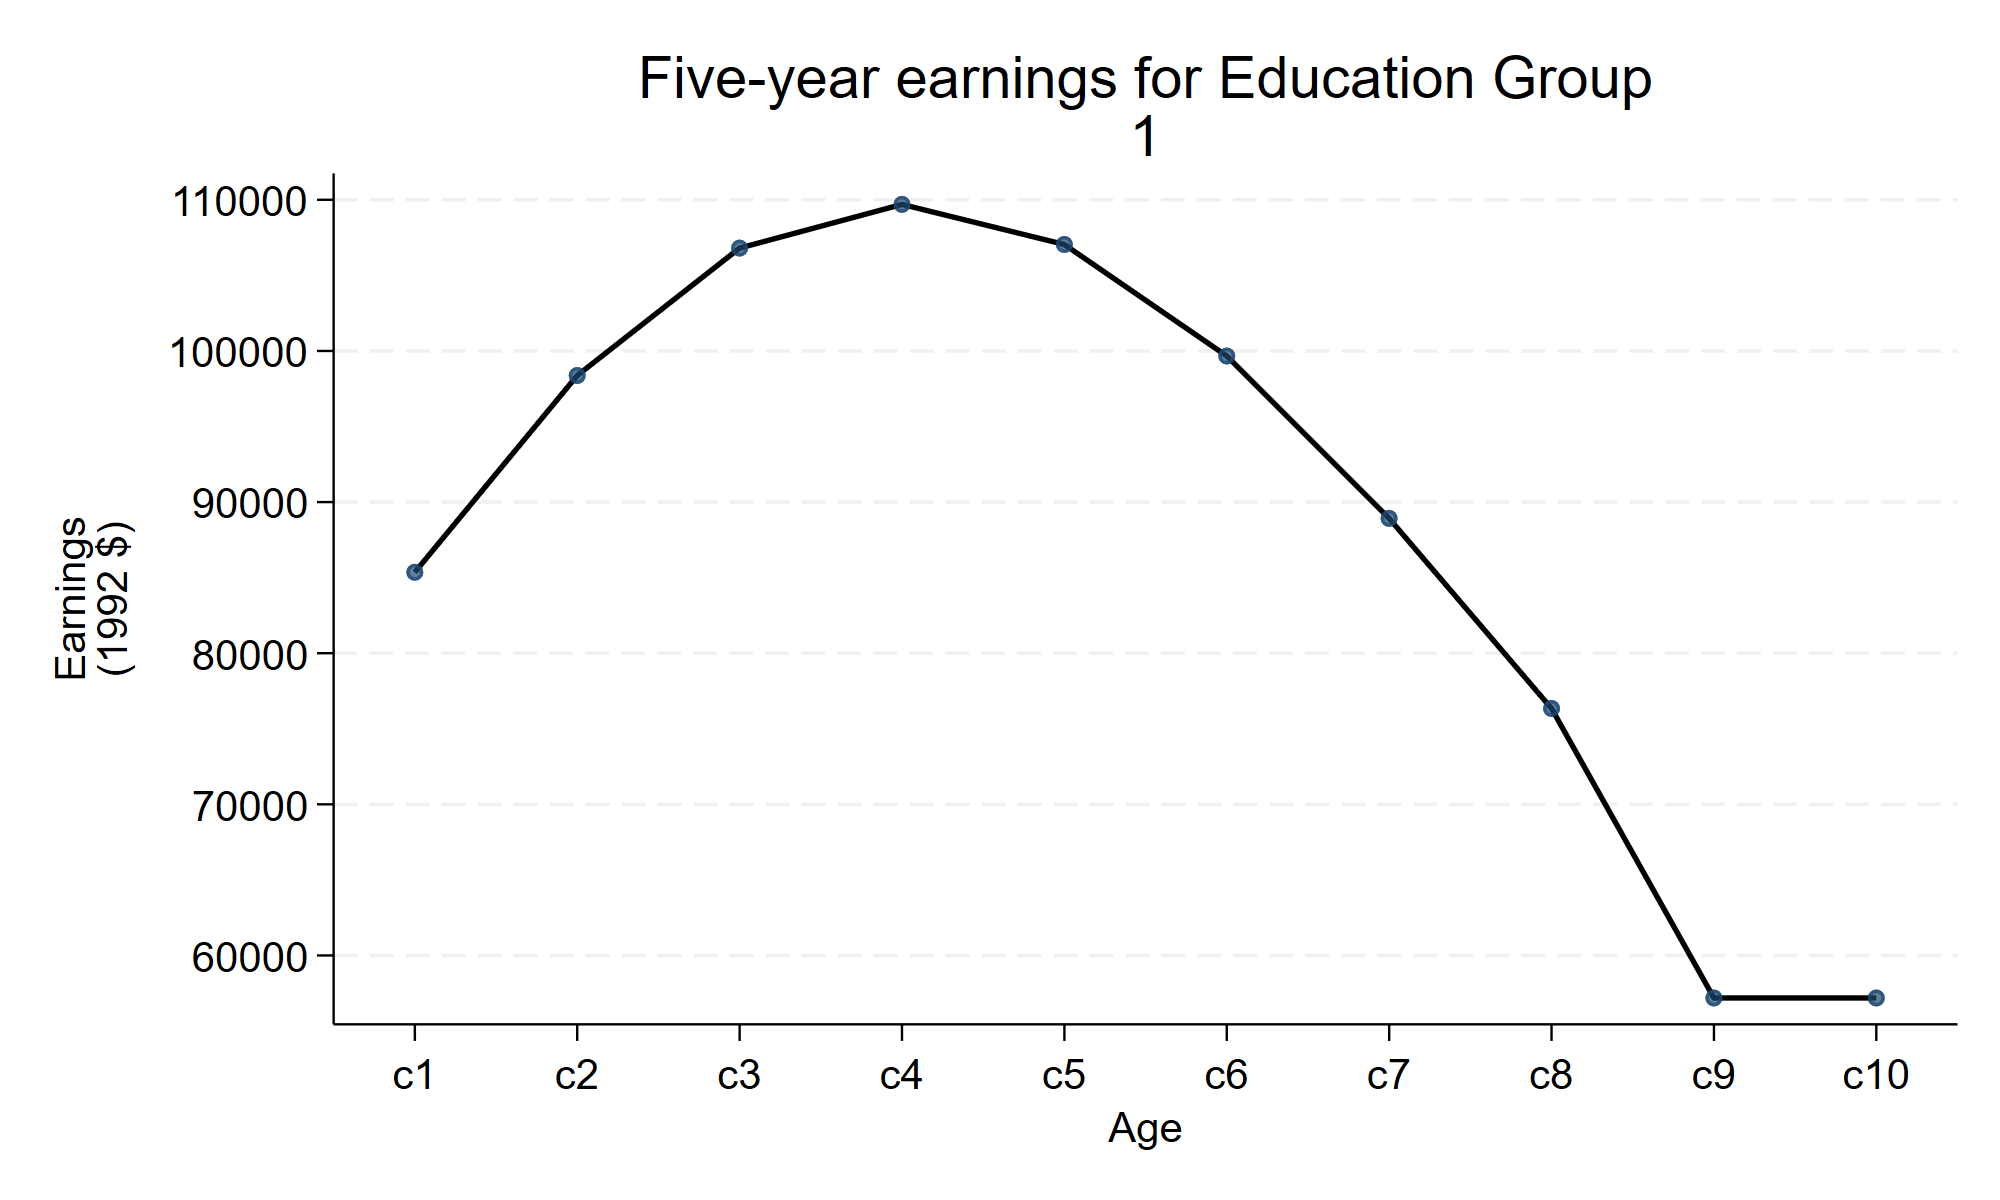 Five-year earnings for Education Group
1
110000
100000
90000
80000
70000
60000
Earnings
(1992 $)
c1 c2 c3 c4 c5 c6 c7 c8 c9 c10
Age